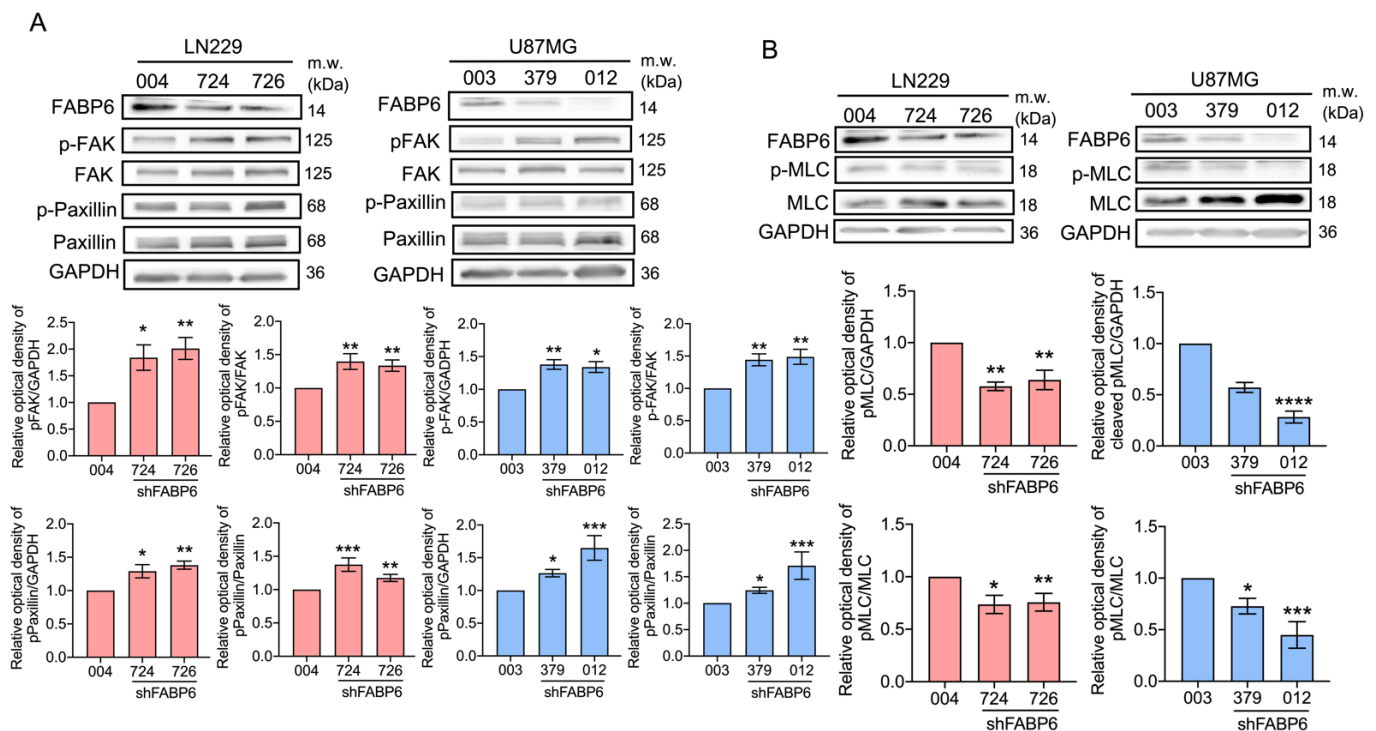 A
LN229
004 724 726
m.w.
(kDa)
FABP6 14
p-FAK 125
FAK 125
p-Paxillin 68
Paxillin 68
GAPDH 36
U87MG
003 379 012
m.w.
(kDa)
FABP6 14
pFAK 125
FAK 125
p-Paxillin 68
Paxillin 68
GAPDH 36
Relative optical density of
pFAK/GAPDH
2.5
2.0
1.5
1.0
0.5
0.0
* **
004 724 726
shFABP6
Relative optical density of
pFAK/FAK
2.0
1.5
1.0
0.5
0.0
** **
004 724 726
shFABP6
Relative optical density of
p-FAK/GADPH
2.0
1.5
1.0
0.5
0.0
** *
003 379 012
shFABP6
Relative optical density of
p-FAK/FAK
2.0
1.5
1.0
0.5
0.0
** **
003 379 012
shFABP6
Relative optical density of
pPaxillin/GAPDH
2.0
1.5
1.0
0.5
0.0
* **
004 724 726
shFABP6
Relative optical density of
pPaxillin/Paxillin
2.0
1.5
1.0
0.5
0.0
*** **
004 724 726
shFABP6
Relative optical density of
pPaxillin/GAPDH
2.0
1.5
1.0
0.5
0.0
* ***
003 379 012
shFABP6
Relative optical density of
pPaxillin/Paxillin
2.5
2.0
1.5
1.0
0.5
0.0
* ***
003 379 012
shFABP6
B
LN229
004 724 726
m.w.
(kDa)
FABP6 14
p-MLC 18
MLC 18
GAPDH 36
U87MG
003 379 012
m.w.
(kDa)
FABP6 14
p-MLC 18
MLC 18
GAPDH 36
Relative optical density of
pMLC/GAPDH
1.5
1.0
0.5
0.0
** **
004 724 726
shFABP6
Relative optical density of
cleaved pMLC/GAPDH
1.5
1.0
0.5
0.0
****
003 379 012
shFABP6
Relative optical density of
pMLC/MLC
1.5
1.0
0.5
0.0
* **
004 724 726
shFABP6
Relative optical density of
pMLC/MLC
1.5
1.0
0.5
0.0
* ***
003 379 012
shFABP6